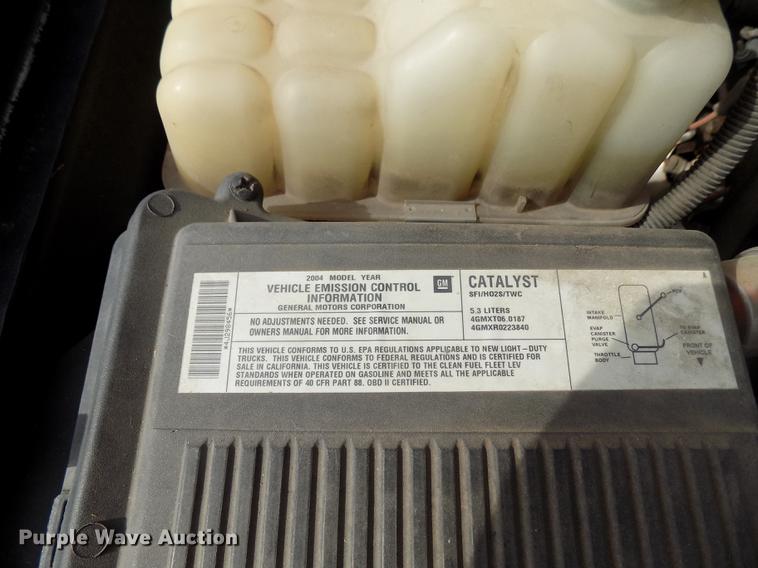 2004 MODEL YEAR
VEHICLE EMISSION CONTROL
INFORMATION
GENERAL MOTORS CORPORATION
GM
NO ADJUSTMENTS NEEDED. SEE SERVICE MANUAL OR
OWNERS MANUAL FOR MORE INFORMATION.
THIS VEHICLE CONFORMS TO U.S. EPA REGULATIONS APPLICABLE TO NEW LIGHT-DUTY
TRUCKS. THIS VEHICLE CONFORMS TO FEDERAL REGULATIONS AND IS CERTIFIED FOR
SALE IN CALIFORNIA. THIS VEHICLE IS CERTIFIED TO THE CLEAN FUEL FLEET LEV
STANDARDS WHEN OPERATED ON GASOLINE AND MEETS ALL THE APPLICABLE
REQUIREMENTS OF 40 CFR PART 88. OBD II CERTIFIED.
CATALYST
SFI/HO2S/TWC
5.3 LITERS
4GMXT06.0187
4GMXR0223840
INTAKE
MANIFOLD
EVAP
CANISTER
PURGE
VALVE
THROTTLE
BODY
TO EVAP
CANISTER
FRONT OF
VEHICLE
Purple Wave Auction